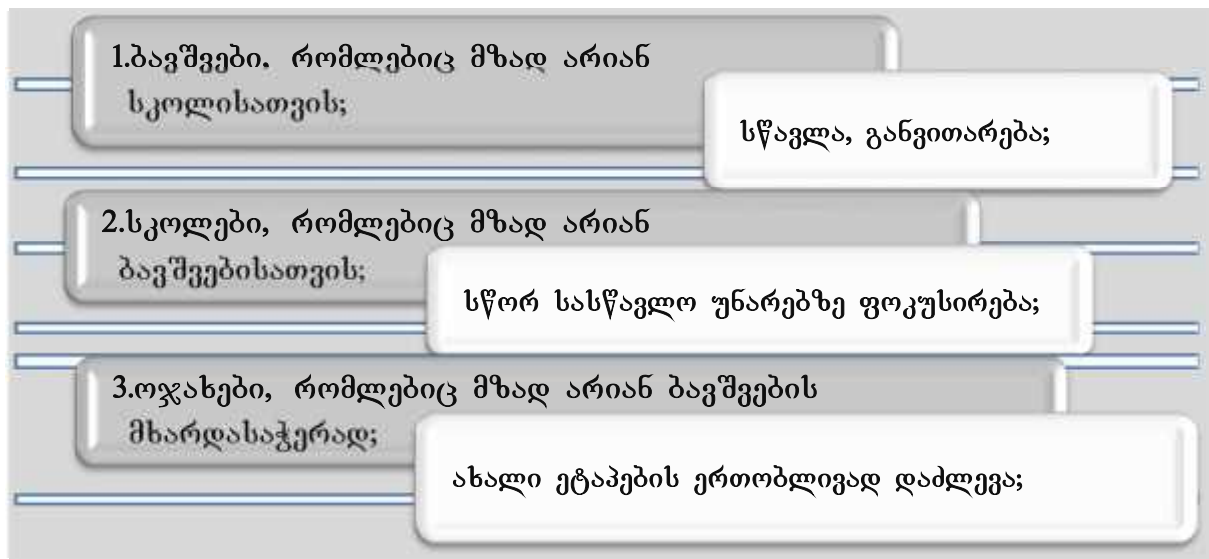 1.ბავშვები. რომლებიც მზად არიან
სკოლისათვის;
სწავლა, განვითარება;
2.სკოლები, რომლებიც მზად არიან
ბავშვებისათვის;
სწორ სასწავლო უნარებზე ფოკუსირება;
3.ოჯახები, რომლებიც მზად არიან ბავშვების
მხარდასაჭერად;
ახალი ეტაპების ერთობლივად დაძლევა;